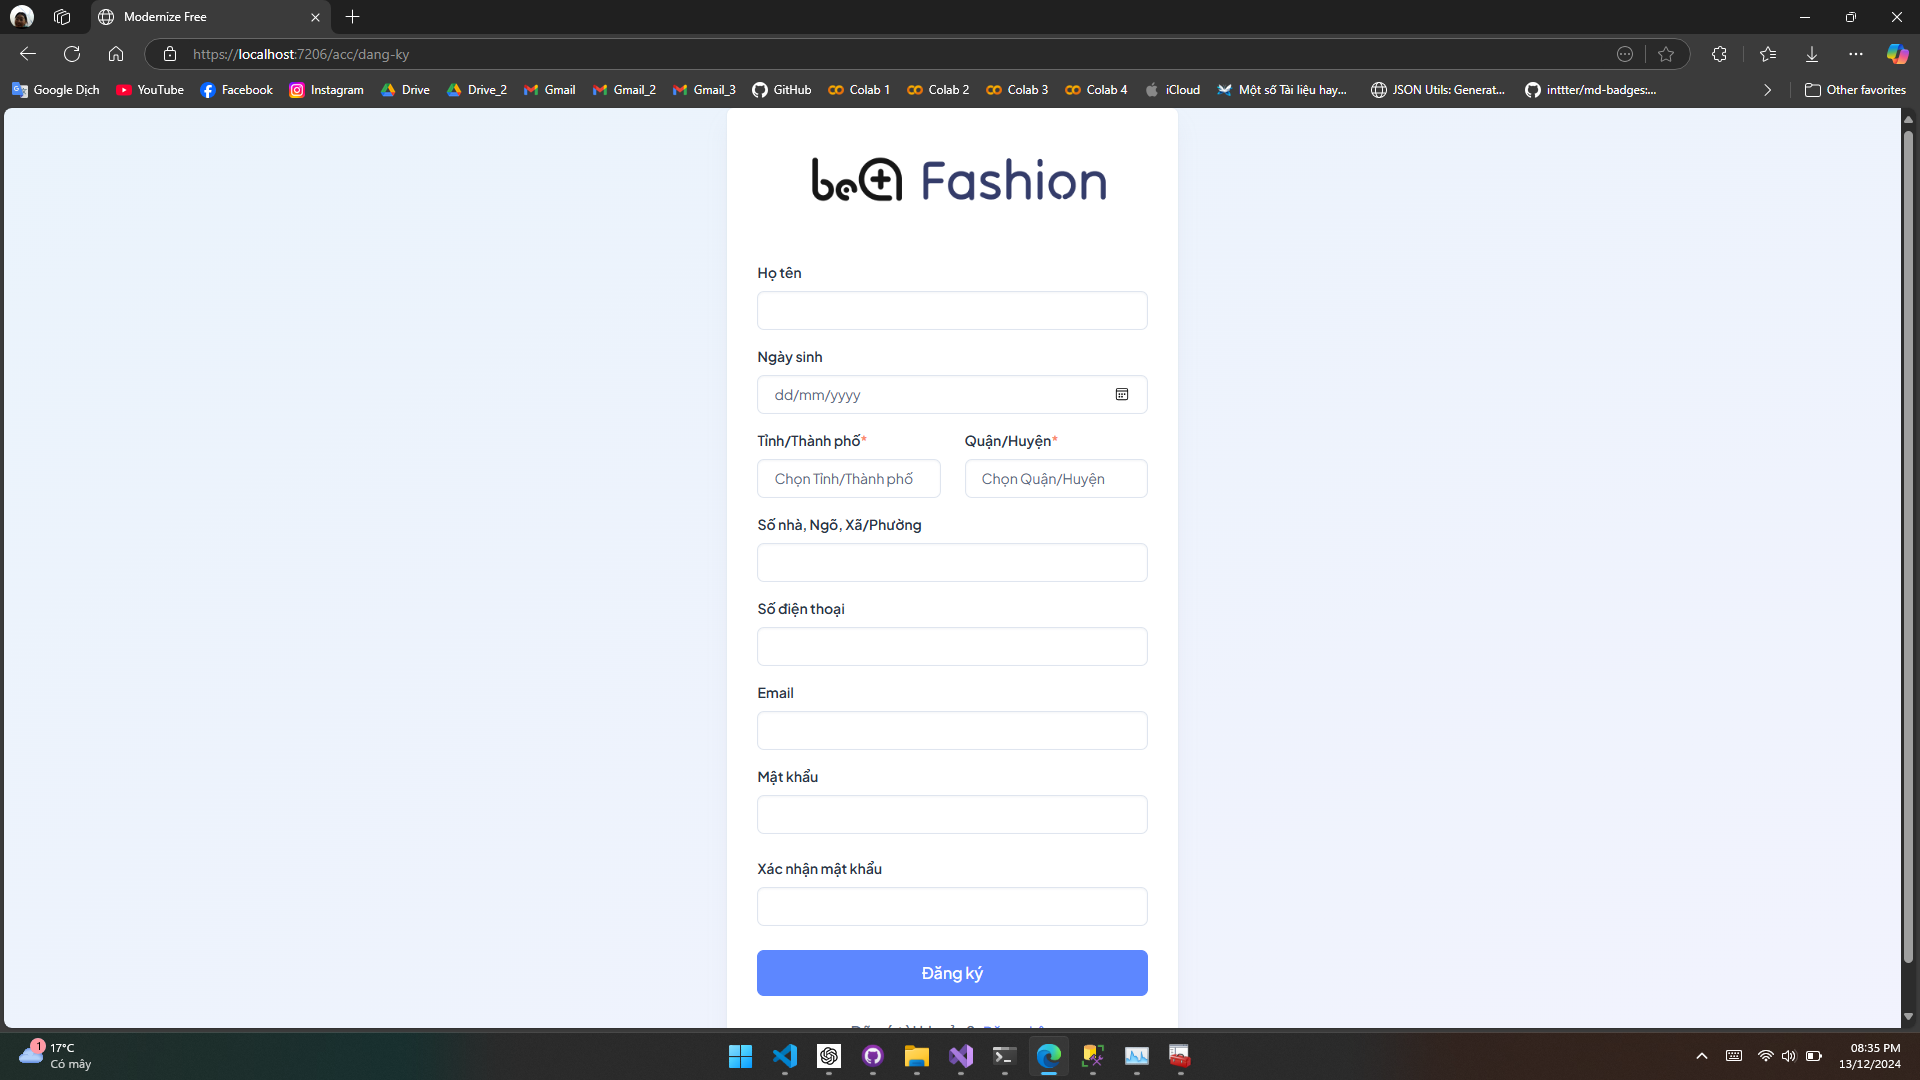 Modernize Free
https://localhost:7206/acc/dang-ky
Google Dịch YouTube Facebook Instagram Drive Drive_2 Gmail Gmail_2 Gmail_3 GitHub Colab 1 Colab 2 Colab 3 Colab 4 iCloud Một số Tài liệu hay... JSON Utils: Generat... inttter/md-badges:... Other favorites
be Fashion
Họ tên
Ngày sinh
dd/mm/yyyy
Tỉnh/Thành phố* Quận/Huyện*
Chọn Tỉnh/Thành phố Chọn Quận/Huyện
Số nhà, Ngõ, Xã/Phường
Số điện thoại
Email
Mật khẩu
Xác nhận mật khẩu
Đăng ký
1 17°C
Có mây
08:35 PM
13/12/2024